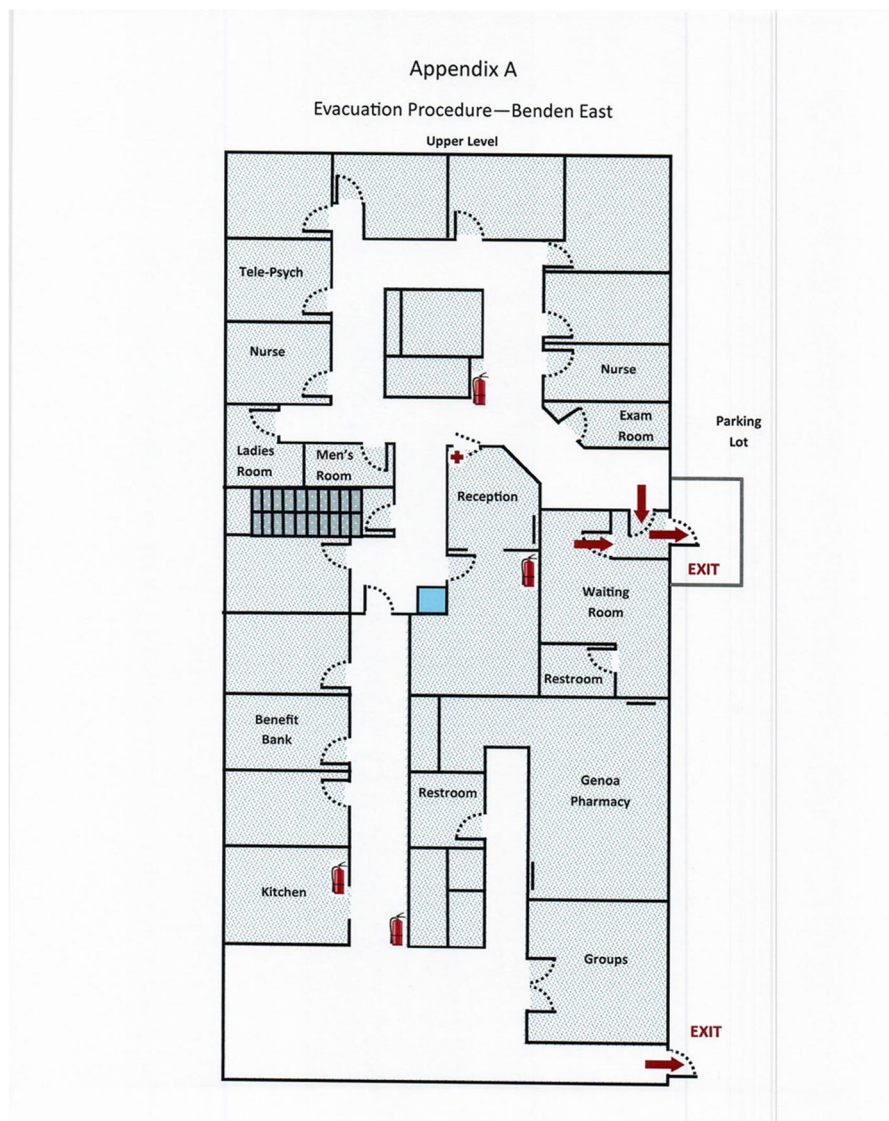 Appendix A
Evacuation Procedure—Benden East
Upper Level
Tele-Psych
Nurse
Nurse
Exam
Room
Parking
Lot
Ladies
Room
Men's
Room
Reception
EXIT
Waiting
Room
Restroom
Benefit
Bank
Genoa
Pharmacy
Restroom
Kitchen
Groups
EXIT